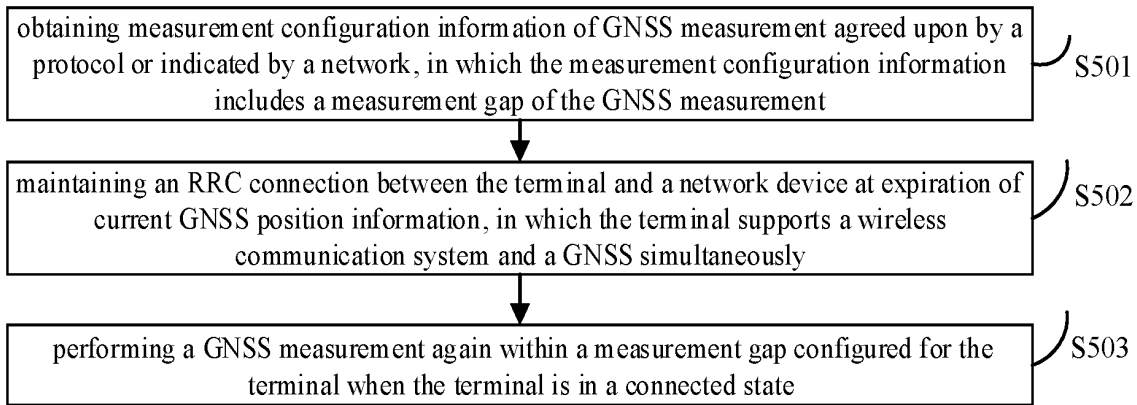 obtaining measurement configuration information of GNSS measurement agreed upon by a
protocol or indicated by a network, in which the measurement configuration information
includes a measurement gap of the GNSS measurement
S501
maintaining an RRC connection between the terminal and a network device at expiration of
current GNSS position information, in which the terminal supports a wireless
communication system and a GNSS simultaneously
S502
performing a GNSS measurement again within a measurement gap configured for the
terminal when the terminal is in a connected state
S503